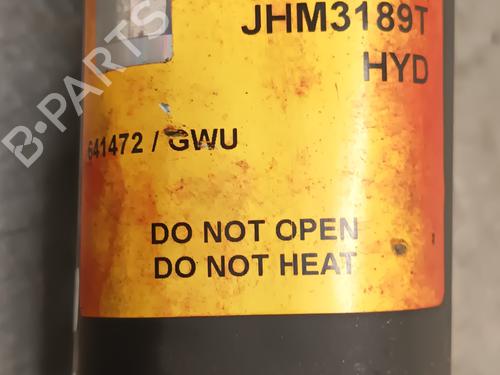 JHM3189T
HYD
641472 / GWU
DO NOT OPEN
DO NOT HEAT
B-PARTS